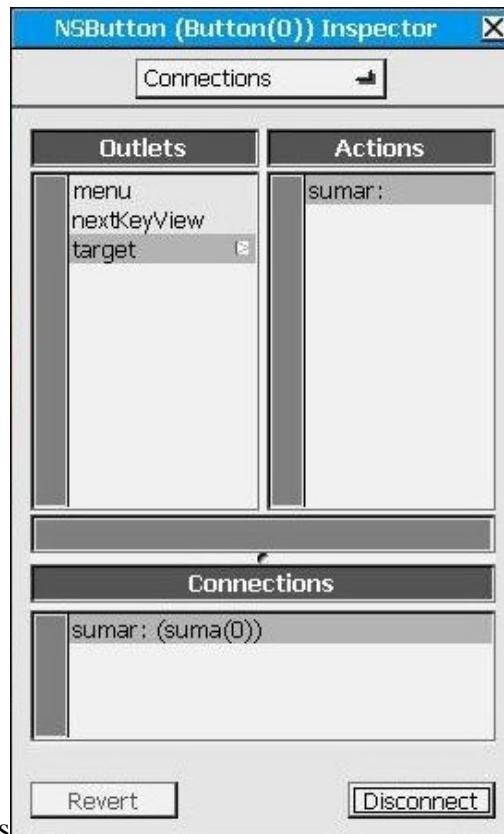 NSButton (Button(0)) Inspector
Connections
Outlets
Actions
menu
nextKeyView
target
sumar:
Connections
sumar: (suma(0))
Revert
Disconnect
s